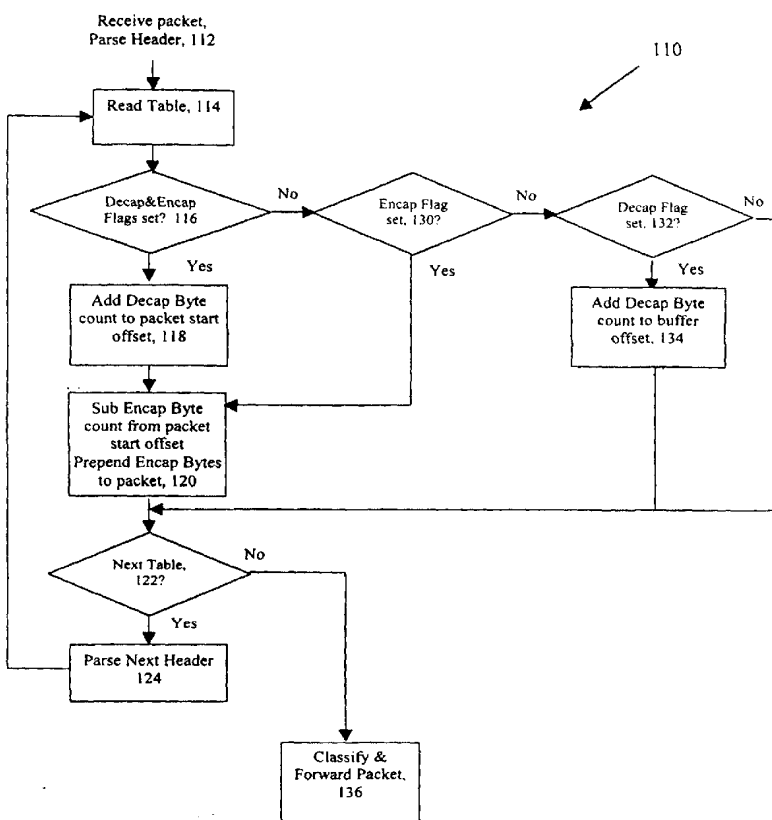 Receive packet,
Parse Header, 112
110
Read Table, 114
Decap&Encap
Flags set? 116
No
Encap Flag
set, 130?
No
Decap Flag
set, 132?
No
Yes
Yes
Yes
Add Decap Byte
count to packet start
offset, 118
Add Decap Byte
count to buffer
offset, 134
Sub Encap Byte
count from packet
start offset
Prepend Encap Bytes
to packet, 120
Next Table,
122?
No
Yes
Parse Next Header
124
Classify &
Forward Packet,
136